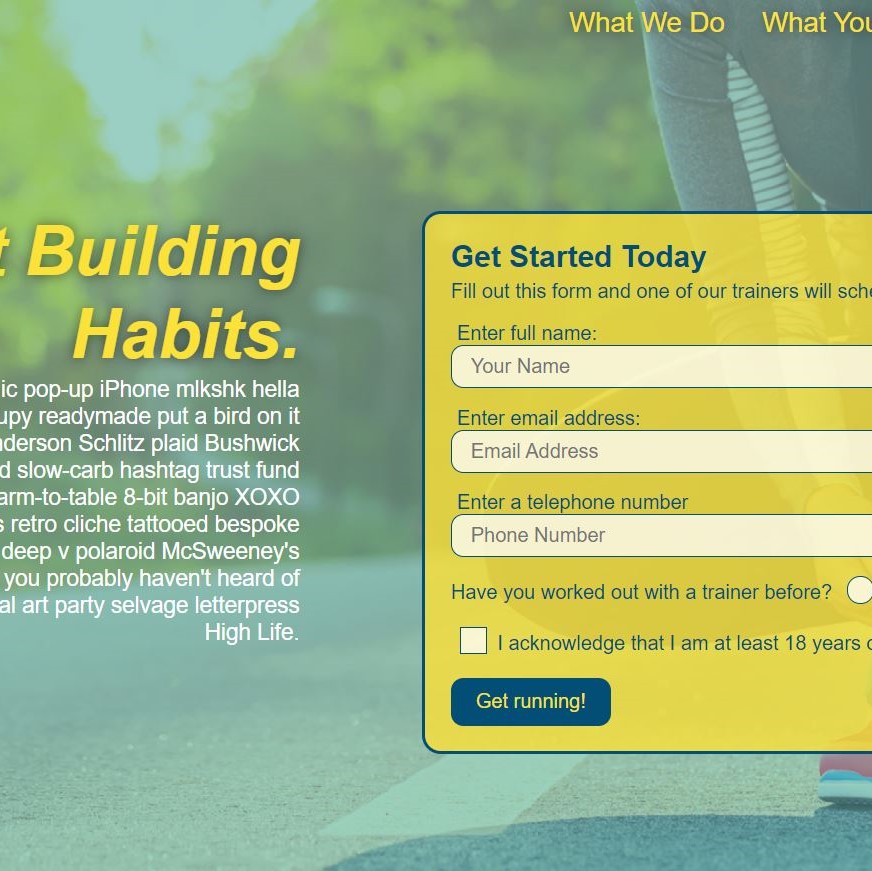 What We Do What You
t Building
Habits.
ic pop-up iPhone mlkshk hella
upy readymade put a bird on it
nderson Schlitz plaid Bushwick
d slow-carb hashtag trust fund
arm-to-table 8-bit banjo XOXO
s retro cliche tattooed bespoke
deep v polaroid McSweeney's
you probably haven't heard of
al art party selvage letterpress
High Life.
Get Started Today
Fill out this form and one of our trainers will sche
Enter full name:
Your Name
Enter email address:
Email Address
Enter a telephone number
Phone Number
Have you worked out with a trainer before?
I acknowledge that I am at least 18 years o
Get running!